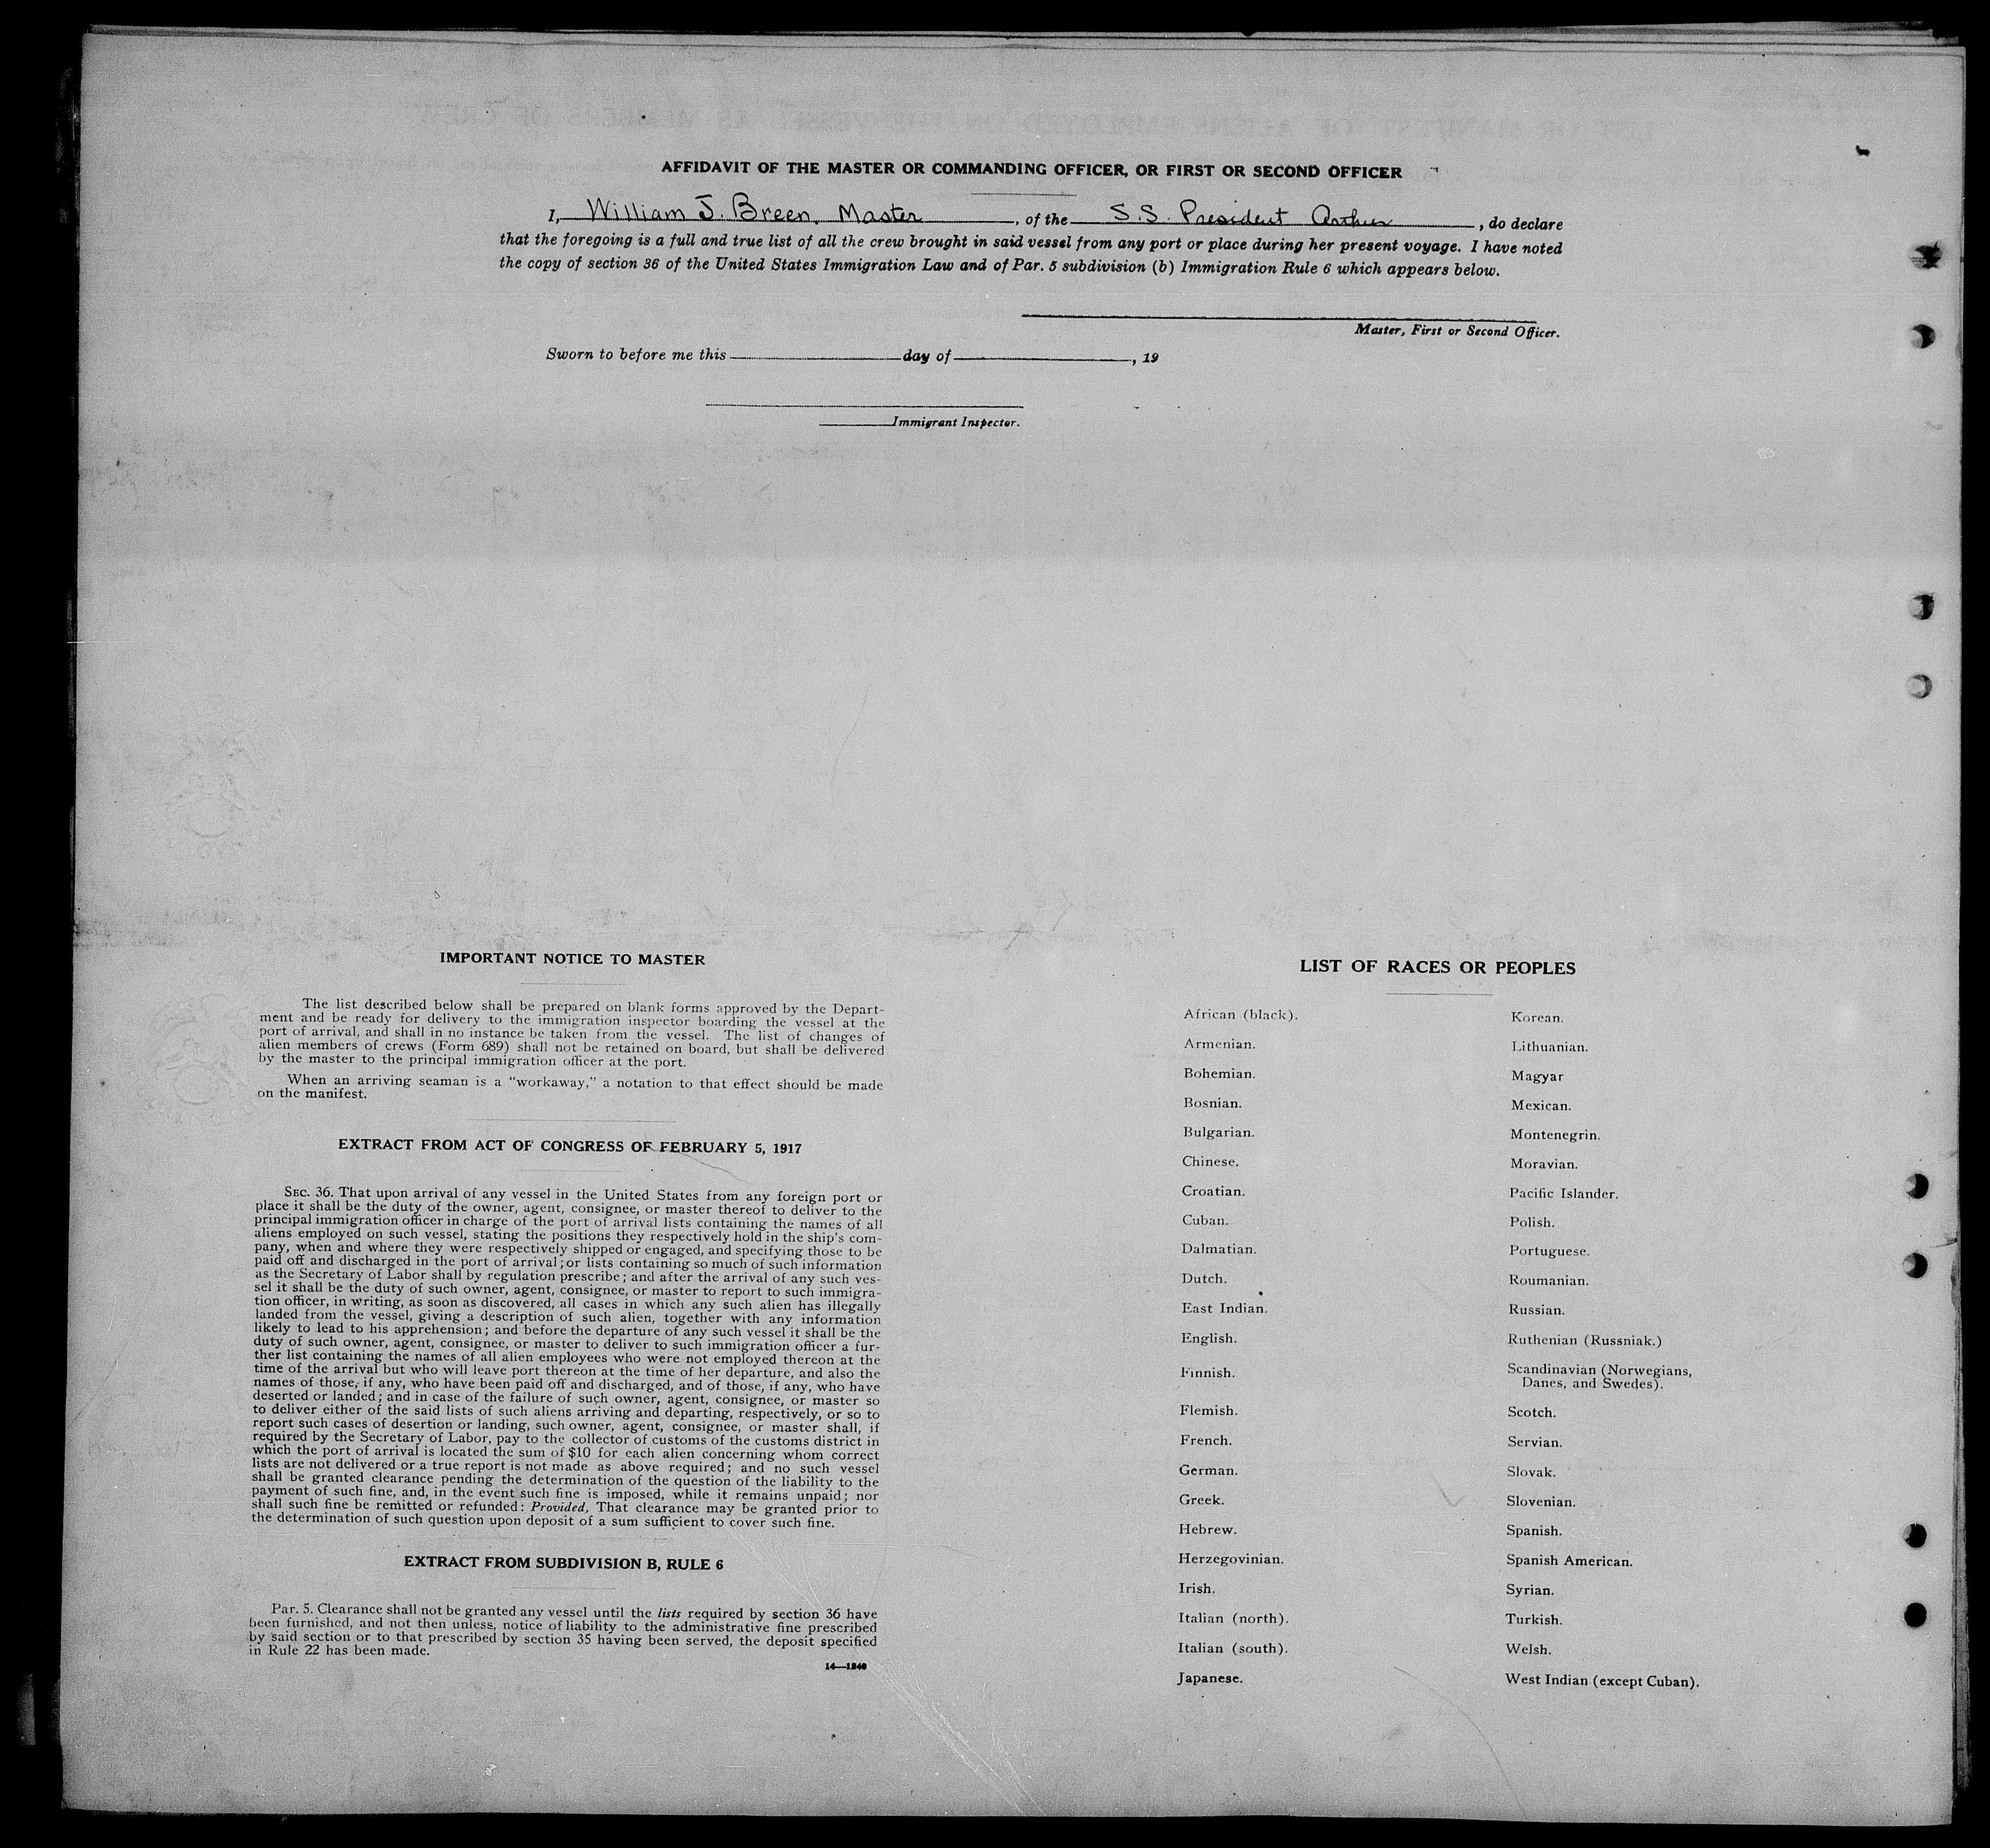 AFFIDAVIT OF THE MASTER OR COMMANDING OFFICER, OR FIRST OR SECOND OFFICER
I, William J. Breen, Master, of the S.S. President Arthur, do declare
that the foregoing is a full and true list of all the crew brought in said vessel from any port or place during her present voyage. I have noted
the copy of section 36 of the United States Immigration Law and of Par. 5 subdivision (b) Immigration Rule 6 which appears below.
Master, First or Second Officer.
Sworn to before me this day of , 19
Immigrant Inspector.
IMPORTANT NOTICE TO MASTER
The list described below shall be prepared on blank forms approved by the Depart-
ment and be ready for delivery to the immigration inspector boarding the vessel at the
port of arrival, and shall in no instance be taken from the vessel. The list of changes of
alien members of crews (Form 689) shall not be retained on board, but shall be delivered
by the master to the principal immigration officer at the port.
When an arriving seaman is a “workaway,” a notation to that effect should be made
on the manifest.
EXTRACT FROM ACT OF CONGRESS OF FEBRUARY 5, 1917
SEC. 36. That upon arrival of any vessel in the United States from any foreign port or
place it shall be the duty of the owner, agent, consignee, or master thereof to deliver to the
principal immigration officer in charge of the port of arrival lists containing the names of all
aliens employed on such vessel, stating the positions they respectively hold in the ship's com-
pany, when and where they were respectively shipped or engaged, and specifying those to be
paid off and discharged in the port of arrival; or lists containing so much of such information
as the Secretary of Labor shall by regulation prescribe; and after the arrival of any such ves-
sel it shall be the duty of such owner, agent, consignee, or master to report to such immigra-
tion officer, in writing, as soon as discovered, all cases in which any such alien has illegally
landed from the vessel, giving a description of such alien, together with any information
likely to lead to his apprehension; and before the departure of any such vessel it shall be the
duty of such owner, agent, consignee, or master to deliver to such immigration officer a fur-
ther list containing the names of all alien employees who were not employed thereon at the
time of the arrival but who will leave port thereon at the time of her departure, and also the
names of those, if any, who have been paid off and discharged, and of those, if any, who have
deserted or landed; and in case of the failure of such owner, agent, consignee, or master so
to deliver either of the said lists of such aliens arriving and departing, respectively, or so to
report such cases of desertion or landing, such owner, agent, consignee, or master shall, if
required by the Secretary of Labor, pay to the collector of customs of the customs district in
which the port of arrival is located the sum of $10 for each alien concerning whom correct
lists are not delivered or a true report is not made as above required; and no such vessel
shall be granted clearance pending the determination of the question of the liability to the
payment of such fine, and, in the event such fine is imposed, while it remains unpaid; nor
shall such fine be remitted or refunded: Provided, That clearance may be granted prior to
the determination of such question upon deposit of a sum sufficient to cover such fine.
EXTRACT FROM SUBDIVISION B, RULE 6
Par. 5. Clearance shall not be granted any vessel until the lists required by section 36 have
been furnished, and not then unless, notice of liability to the administrative fine prescribed
by said section or to that prescribed by section 35 having been served, the deposit specified
in Rule 22 has been made.
14—1240
LIST OF RACES OR PEOPLES
African (black).
Armenian.
Bohemian.
Bosnian.
Bulgarian.
Chinese.
Croatian.
Cuban.
Dalmatian.
Dutch.
East Indian.
English.
Finnish.
Flemish.
French.
German.
Greek.
Hebrew.
Herzegovinian.
Irish.
Italian (north).
Italian (south).
Japanese.
Korean.
Lithuanian.
Magyar
Mexican.
Montenegrin.
Moravian.
Pacific Islander.
Polish.
Portuguese.
Roumanian.
Russian.
Ruthenian (Russniak.)
Scandinavian (Norwegians,
Danes, and Swedes).
Scotch.
Servian.
Slovak.
Slovenian.
Spanish.
Spanish American.
Syrian.
Turkish.
Welsh.
West Indian (except Cuban).